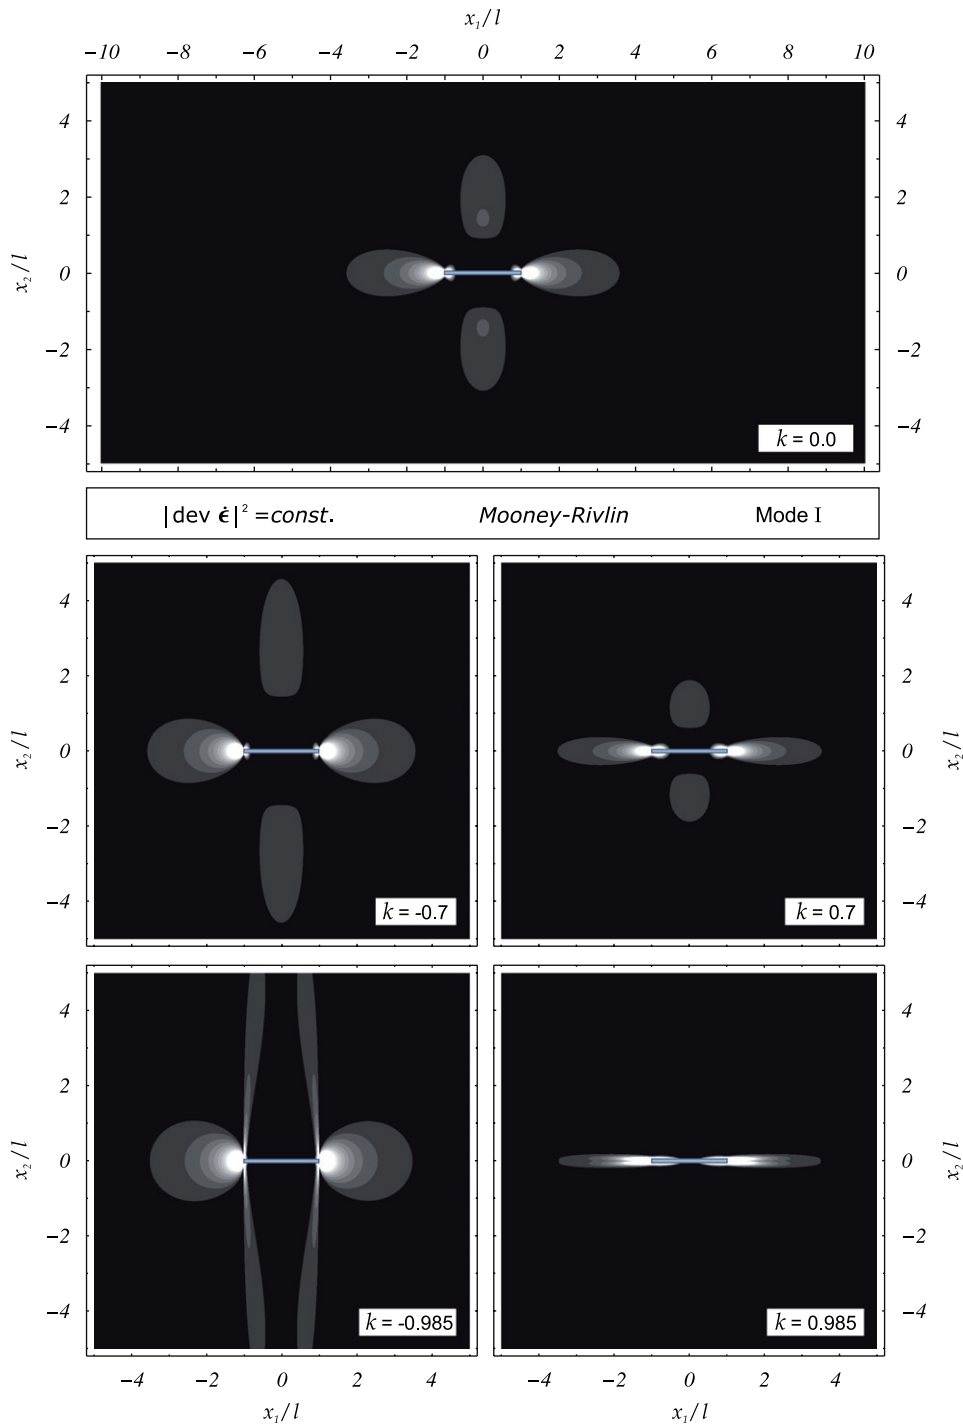 x₁/l
−10 −8 −6 −4 −2 0 2 4 6 8 10
4 4
2 2
x₂/l 0 0
−2 −2
−4 −4
k = 0.0
|dev ε̇|² =const. Mooney-Rivlin Mode I
4 4
2 2
x₂/l 0 0 x₂/l
−2 −2
−4 −4
k = -0.7 k = 0.7
4 4
2 2
x₂/l 0 0 x₂/l
−2 −2
−4 −4
k = -0.985 k = 0.985
−4 −2 0 2 4 −4 −2 0 2 4
x₁/l x₁/l